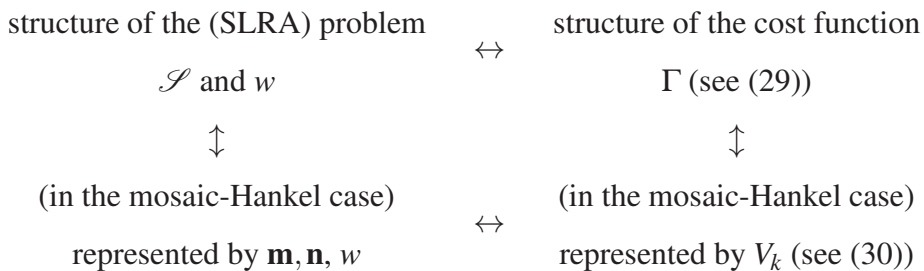 structure of the (SLRA) problem ↔ structure of the cost function
𝒮 and w Γ (see (29))
↕ ↕
(in the mosaic-Hankel case) ↔ (in the mosaic-Hankel case)
represented by m, n, w represented by Vₖ (see (30))